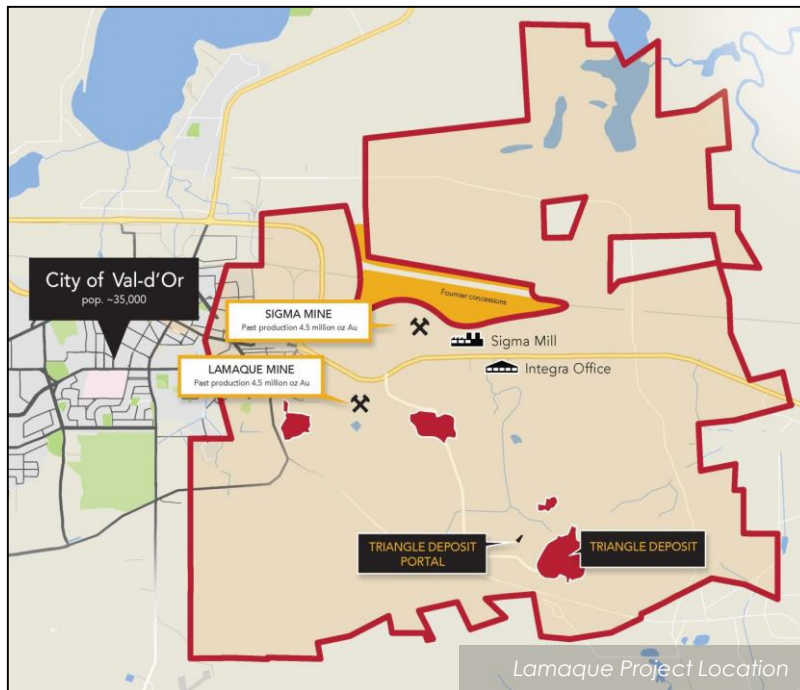 City of Val-d'Or
pop. ~35,000
Fournier concessions
SIGMA MINE
Past production 4.5 million oz Au
Sigma Mill
LAMAQUE MINE
Past production 4.5 million oz Au
Integra Office
TRIANGLE DEPOSIT
PORTAL
TRIANGLE DEPOSIT
Lamaque Project Location